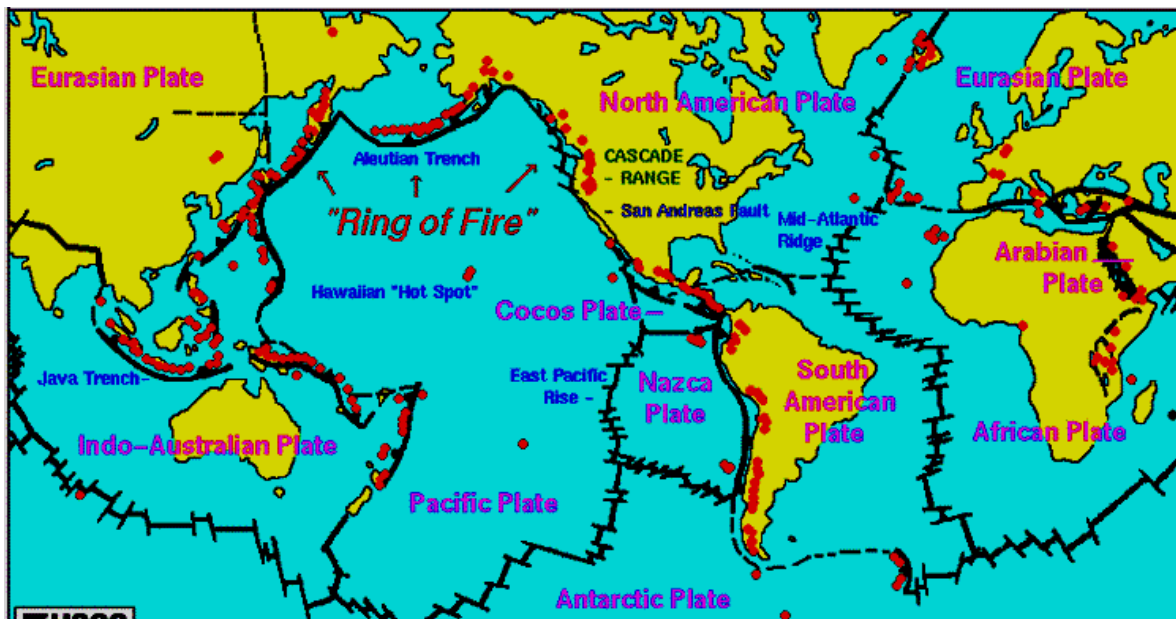 Eurasian Plate
Eurasian Plate
North American Plate
Aleutian Trench
CASCADE
- RANGE
"Ring of Fire"
- San Andreas Fault
Mid-Atlantic
Ridge
Arabian
Plate
Hawaiian "Hot Spot"
Cocos Plate
Java Trench
East Pacific
Rise -
Nazca
Plate
South
American
Plate
Indo-Australian Plate
African Plate
Pacific Plate
Antarctic Plate
USGS